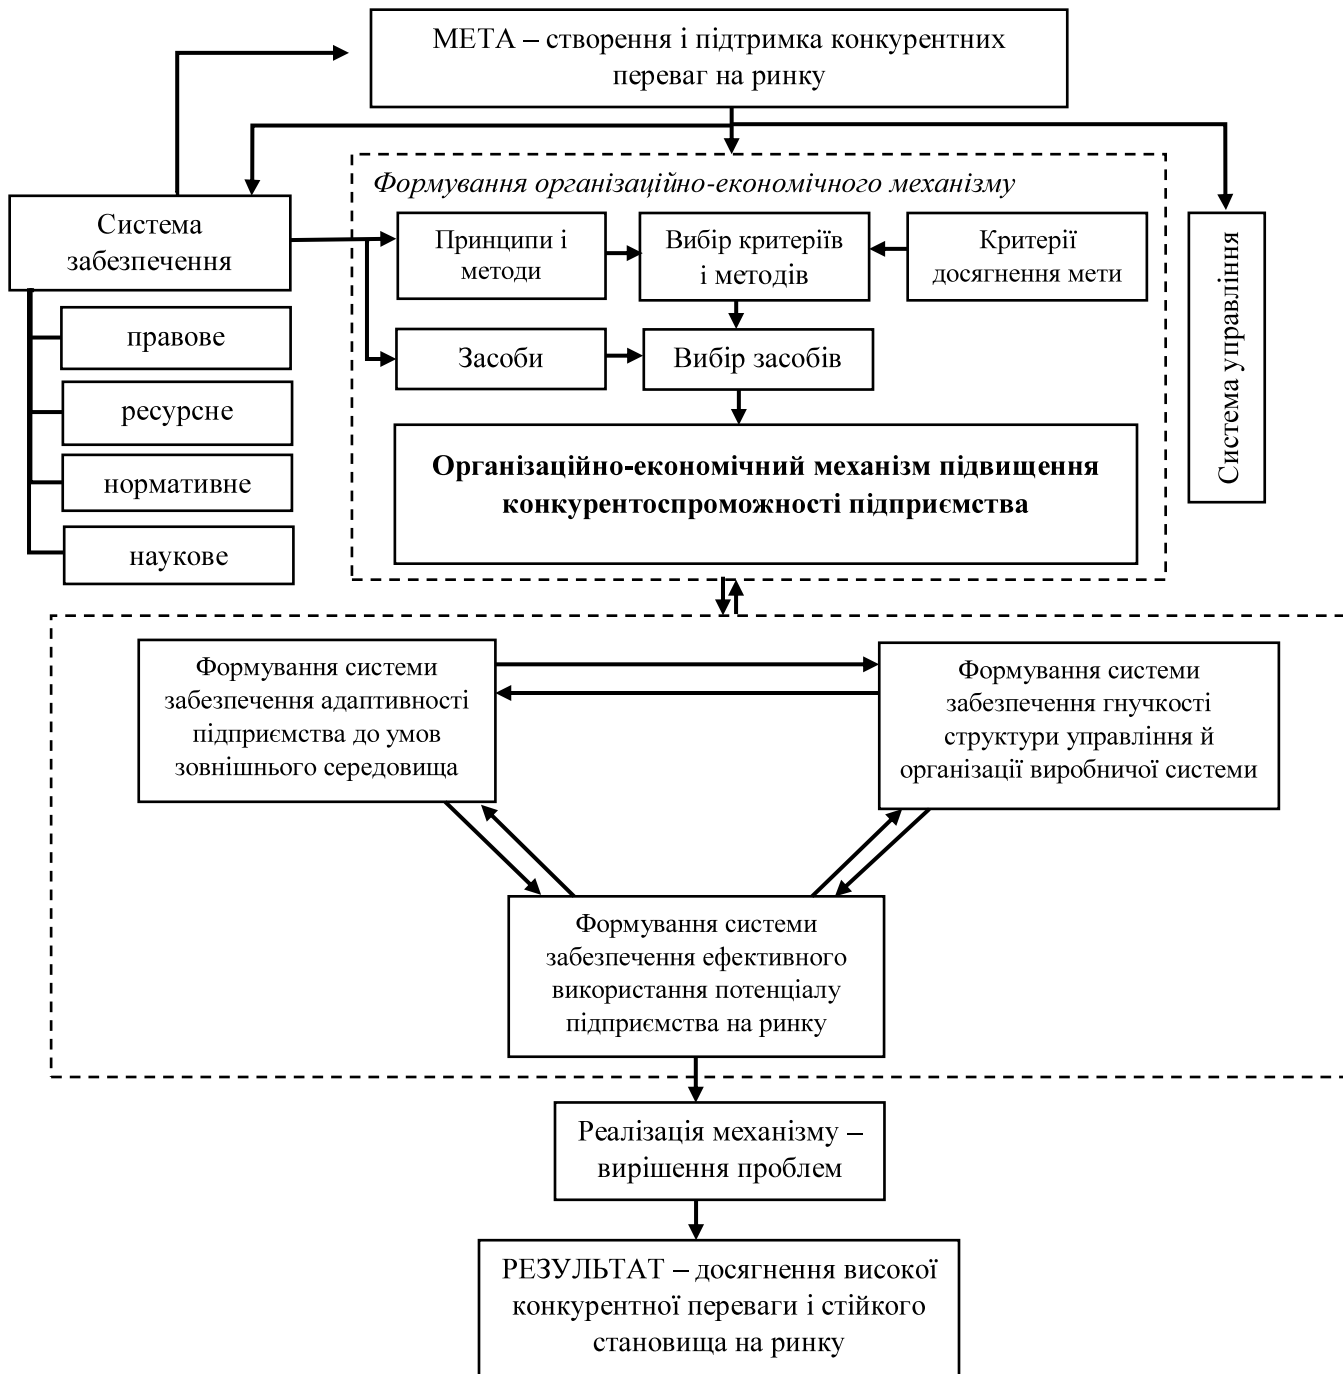 МЕТА – створення і підтримка конкурентних
переваг на ринку
Формування організаційно-економічного механізму
Система
забезпечення
правове
ресурсне
нормативне
наукове
Принципи і
методи
Вибір критеріїв
і методів
Критерії
досягнення мети
Засоби
Вибір засобів
Організаційно-економічний механізм підвищення
конкурентоспроможності підприємства
Система управління
Формування системи
забезпечення адаптивності
підприємства до умов
зовнішнього середовища
Формування системи
забезпечення гнучкості
структури управління й
організації виробничої системи
Формування системи
забезпечення ефективного
використання потенціалу
підприємства на ринку
Реалізація механізму –
вирішення проблем
РЕЗУЛЬТАТ – досягнення високої
конкурентної переваги і стійкого
становища на ринку